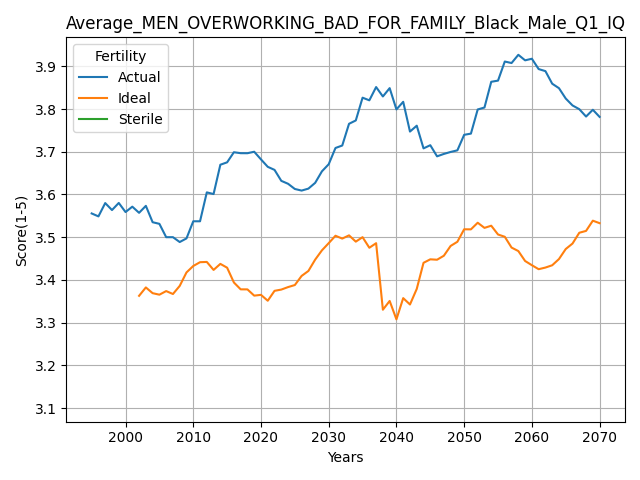 Average_MEN_OVERWORKING_BAD_FOR_FAMILY_Black_Male_Q1_IQ
Fertility
Actual
Ideal
Sterile
3.9
3.8
3.7
3.6
3.5
3.4
3.3
3.2
3.1
Score(1-5)
2000 2010 2020 2030 2040 2050 2060 2070
Years